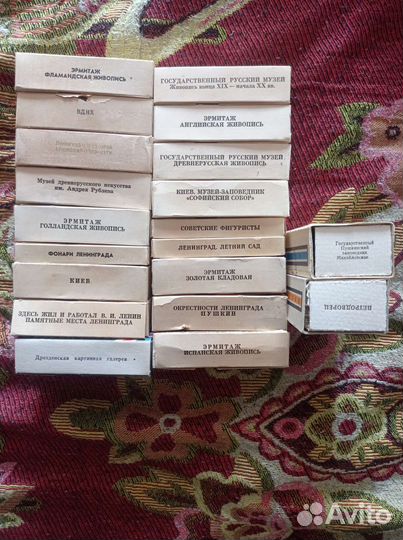 ЭРМИТАЖ
ФЛАМАНДСКАЯ ЖИВОПИСЬ
ВДНХ
Музей древнерусского искусства
им. Андрея Рублева
ЭРМИТАЖ
ГОЛЛАНДСКАЯ ЖИВОПИСЬ
ФОНАРИ ЛЕНИНГРАДА
КИЕВ
ЗДЕСЬ ЖИЛ И РАБОТАЛ В. И. ЛЕНИН
ПАМЯТНЫЕ МЕСТА ЛЕНИНГРАДА
Дрезденская картинная галерея
ГОСУДАРСТВЕННЫЙ РУССКИЙ МУЗЕЙ
Живопись конца XIX — начала XX вв.
ЭРМИТАЖ
АНГЛИЙСКАЯ ЖИВОПИСЬ
ГОСУДАРСТВЕННЫЙ РУССКИЙ МУЗЕЙ
ДРЕВНЕРУССКАЯ ЖИВОПИСЬ
КИЕВ. МУЗЕЙ-ЗАПОВЕДНИК
«СОФИЙСКИЙ СОБОР»
СОВЕТСКИЕ ФИГУРИСТЫ
ЛЕНИНГРАД. ЛЕТНИЙ САД
ЭРМИТАЖ
ЗОЛОТАЯ КЛАДОВАЯ
ОКРЕСТНОСТИ ЛЕНИНГРАДА
ПУШКИН
ЭРМИТАЖ
ИСПАНСКАЯ ЖИВОПИСЬ
Государственный
Пушкинский
заповедник
Михайловское
ПЕТРОДВОРЕЦ
Avito